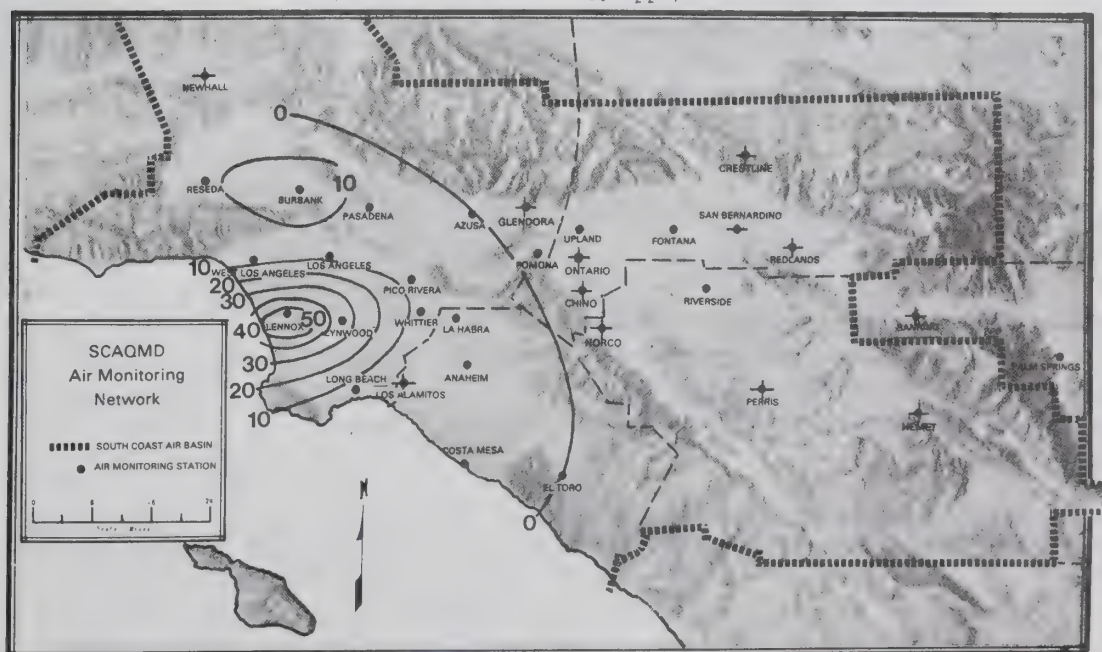 NEWHALL
0
CRESTLINE
RESEDA
BURBANK
10
PASADENA
AZUSA
GLENDORA
UPLAND
FONTANA
SAN BERNARDINO
REDLANDS
POMONA
ONTARIO
10
LOS ANGELES
LOS ANGELES
20
PICO RIVERA
CHINO
RIVERSIDE
30
LENNOX
50
LYNWOOD
WHITTIER
LA HABRA
NORCO
40
30
PALM SPRINGS
20
LONG BEACH
LOS ALAMITOS
ANAHEIM
PERRIS
HEMET
10
COSTA MESA
EL TORO
0
N
SCAQMD
Air Monitoring
Network
SOUTH COAST AIR BASIN
AIR MONITORING STATION
0